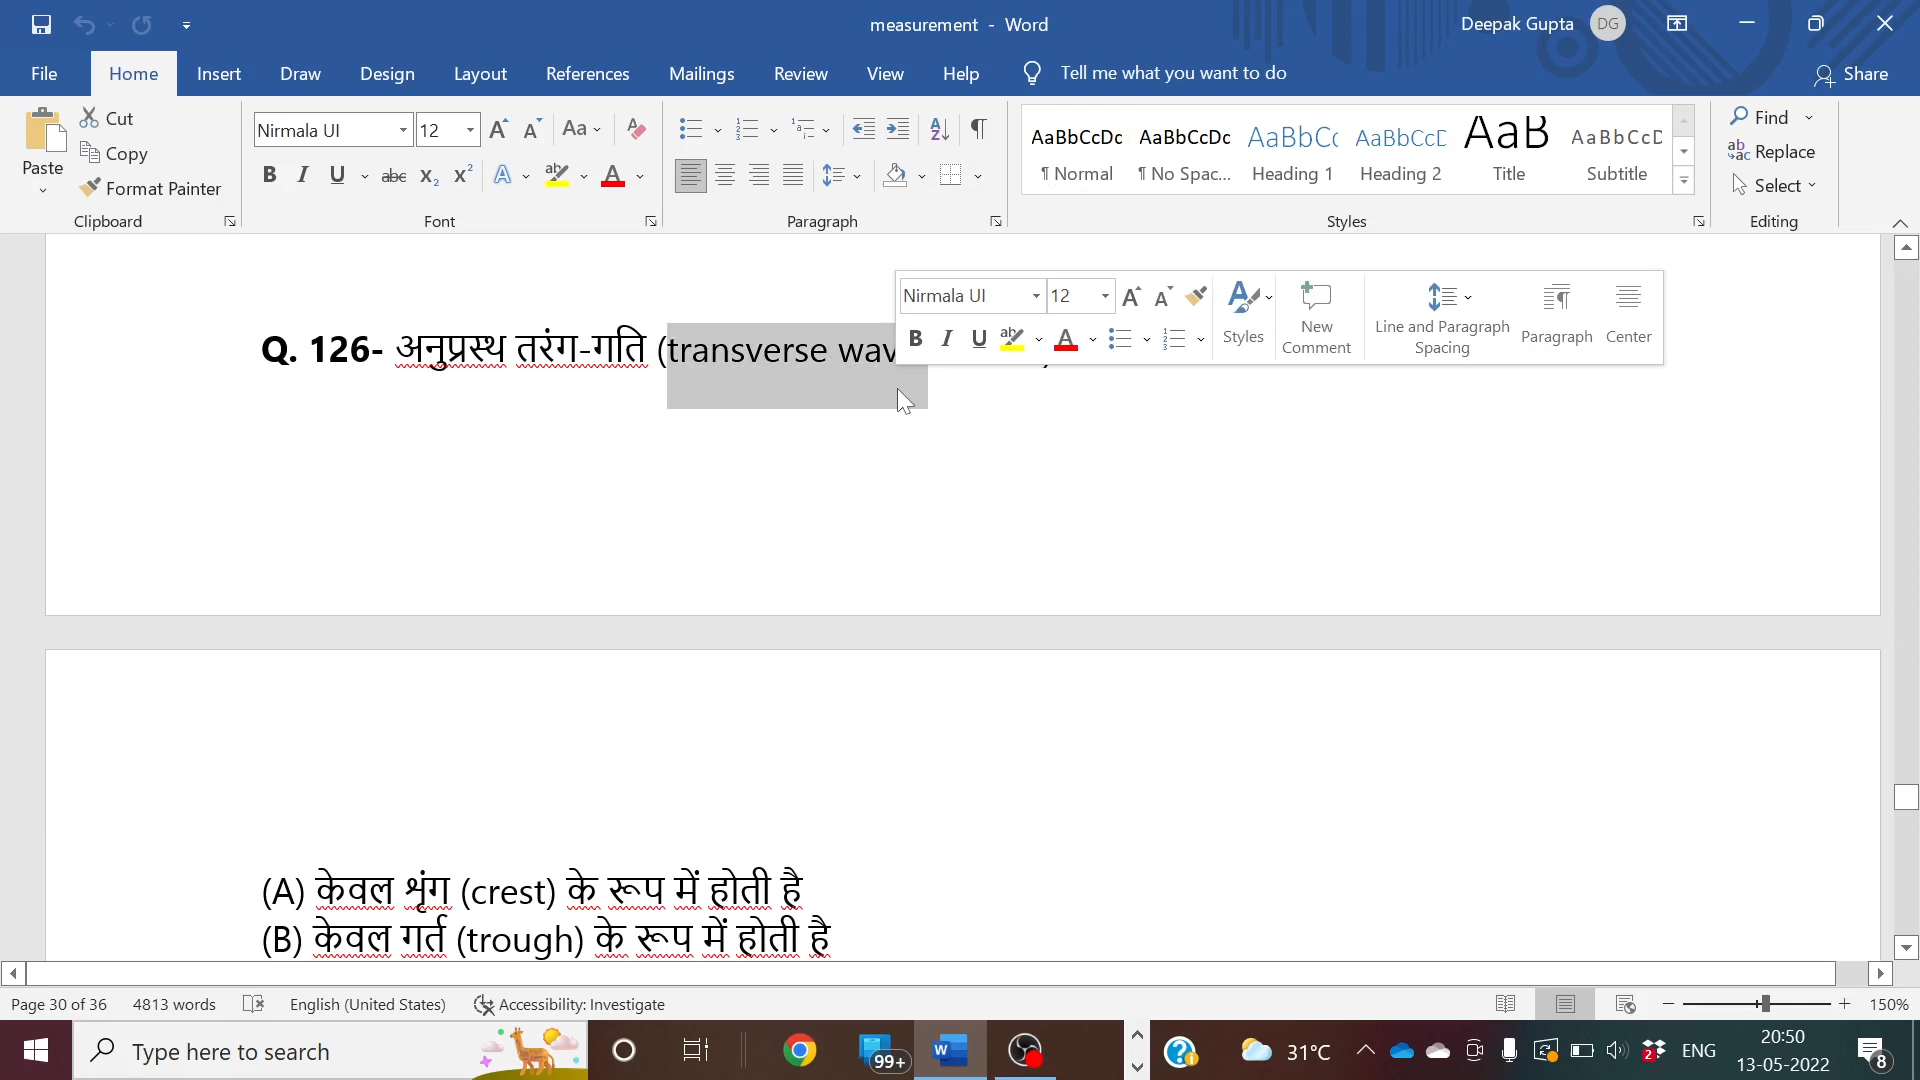 measurement - Word
Deepak Gupta DG
File Home Insert Draw Design Layout References Mailings Review View Help Tell me what you want to do Share
Paste Cut
Copy
Format Painter
Clipboard
Nirmala UI 12
Font
Paragraph
AaBbCcDc AaBbCcDc AaBbC AaBbCcD AaB AaBbCcD
¶ Normal ¶ No Spac... Heading 1 Heading 2 Title Subtitle
Styles
Find
Replace
Select
Editing
Nirmala UI 12
Styles
New Comment
Line and Paragraph Spacing
Paragraph
Center
Q. 126- अनुप्रस्थ तरंग-गति (transverse
(A) केवल शृंग (crest) के रूप में होती है
(B) केवल गर्त (trough) के रूप में होती है
Page 30 of 36 4813 words English (United States) Accessibility: Investigate 150%
Type here to search
99+
31°C
ENG
20:50
13-05-2022
8